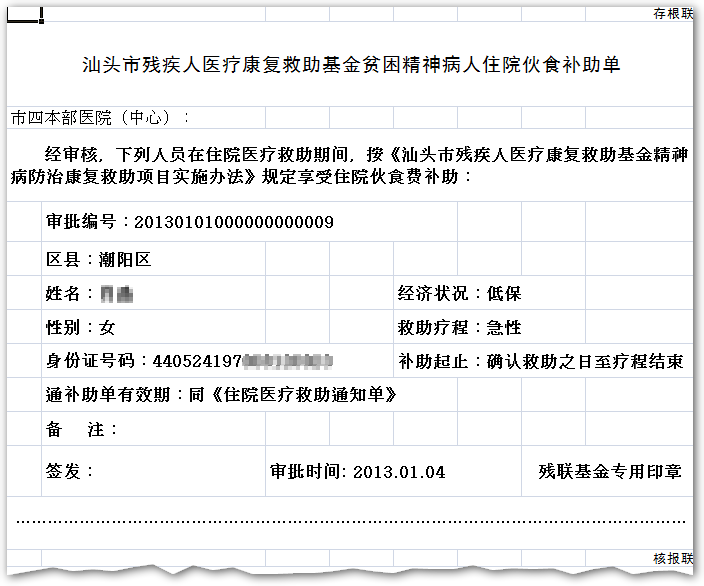 存根联
汕头市残疾人医疗康复救助基金贫困精神病人住院伙食补助单
市四本部医院（中心）：
经审核，下列人员在住院医疗救助期间，按《汕头市残疾人医疗康复救助基金精神
病防治康复救助项目实施办法》规定享受住院伙食费补助：
审批编号：20130101000000000009
区县：潮阳区
姓名：
经济状况：低保
性别：女
救助疗程：急性
身份证号码：440524197
补助起止：确认救助之日至疗程结束
通补助单有效期：同《住院医疗救助通知单》
备 注：
签发：
审批时间: 2013.01.04
残联基金专用印章
核报联